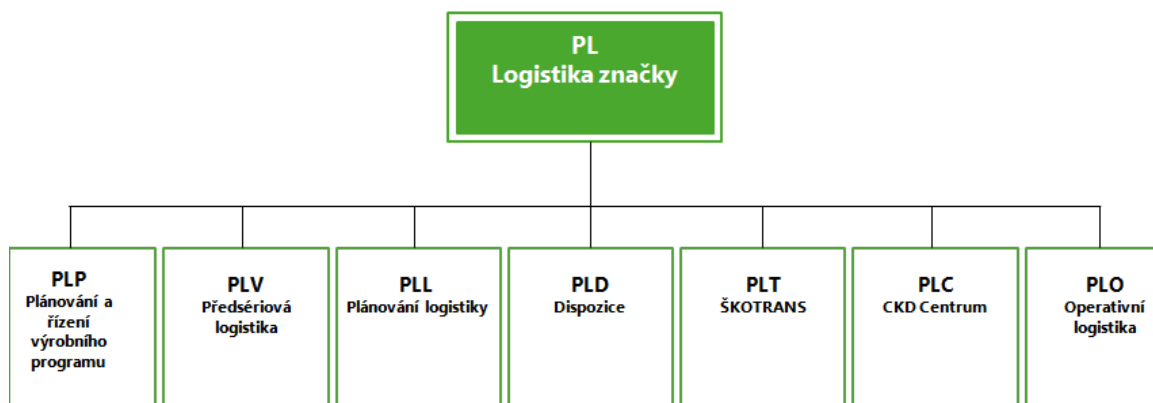 PL
Logistika značky
PLP
Plánování a
řízení
výrobního
programu
PLV
Předsériová
logistika
PLL
Plánování logistiky
PLD
Dispozice
PLT
ŠKOTRANS
PLC
CKD Centrum
PLO
Operativní
logistika